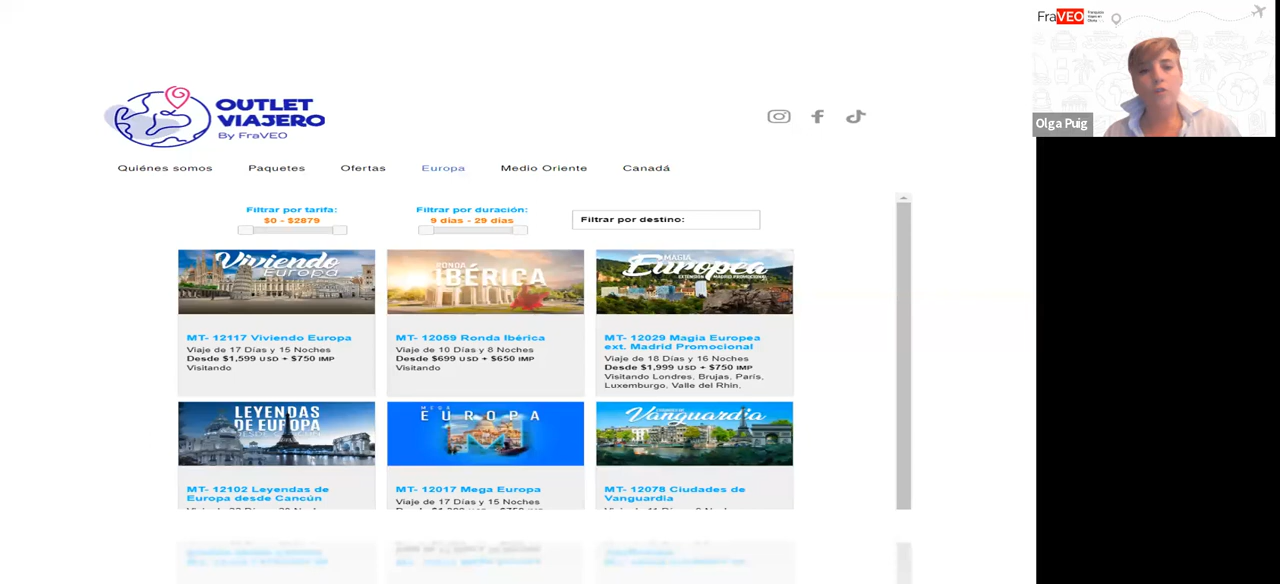 FraVEO
Olga Puig
OUTLET
VIAJERO
By FraVEO
Quiénes somos
Paquetes
Ofertas
Europa
Medio Oriente
Canadá
Filtrar por tarifa:
$0 - $2879
Filtrar por duración:
9 días - 29 días
Filtrar por destino:
Viviendo
Europa
RONDA
IBÉRICA
MAGIA
Europea
MT- 12117 Viviendo Europa
Viaje de 17 Días y 15 Noches
Desde $1,599 USD + $750 IMP
Visitando
MT- 12059 Ronda Ibérica
Viaje de 10 Días y 8 Noches
Desde $699 USD + $650 IMP
Visitando
MT- 12029 Magia Europea
ext. Madrid Promocional
Viaje de 18 Días y 16 Noches
Desde $1,999 USD + $750 IMP
Visitando Londres, Brujas, París,
Luxemburgo, Valle del Rhin,
LEYENDAS
DE EUROPA
MEGA
EUROPA
Vanguardia
MT- 12102 Leyendas de
Europa desde Cancún
MT- 12017 Mega Europa
Viaje de 17 Días y 15 Noches
MT- 12078 Ciudades de
Vanguardia